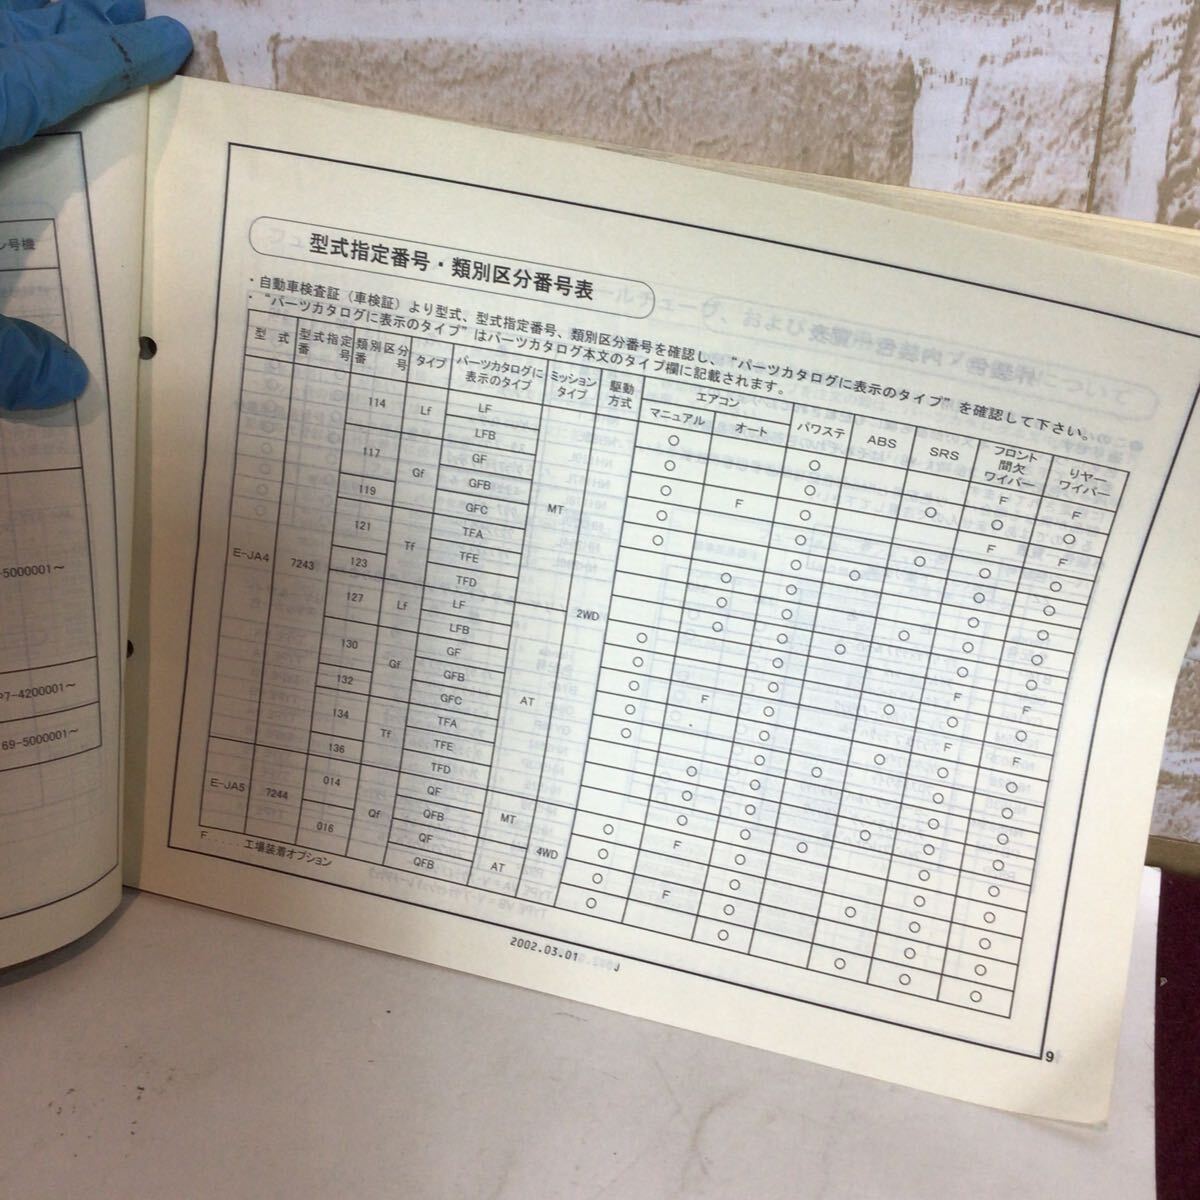 型式指定番号・類別区分番号表
・自動車検査証（車検証）より型式、型式指定番号、類別区分番号を確認し、“パーツカタログに表示のタイプ”を確認して下さい。
・“パーツカタログに表示のタイプ”はパーツカタログ本文のタイプ欄に記載されます。
型 式 型式指定番号 類別区分番号 タイプ パーツカタログに表示のタイプ ミッションタイプ 駆動方式 エアコン マニュアル オート パワステ ABS SRS フロント間欠ワイパー りヤーワイパー
E-JA4 7243 114 Lf LF MT 2WD
LFB
117 Gf GF
GFB
119 GFC
121 Tf TFA
123 TFE
TFD
127 Lf LF AT
LFB
130 Gf GF
GFB
132 GFC
134 Tf TFA
TFE
136 TFD
E-JA5 7244 014 Qf QF MT 4WD
QFB
016 QF AT
QFB
F．．．．．工場装着オプション
2002.03.01 J
9
ン号機
-5000001～
P7-4200001～
69-5000001～